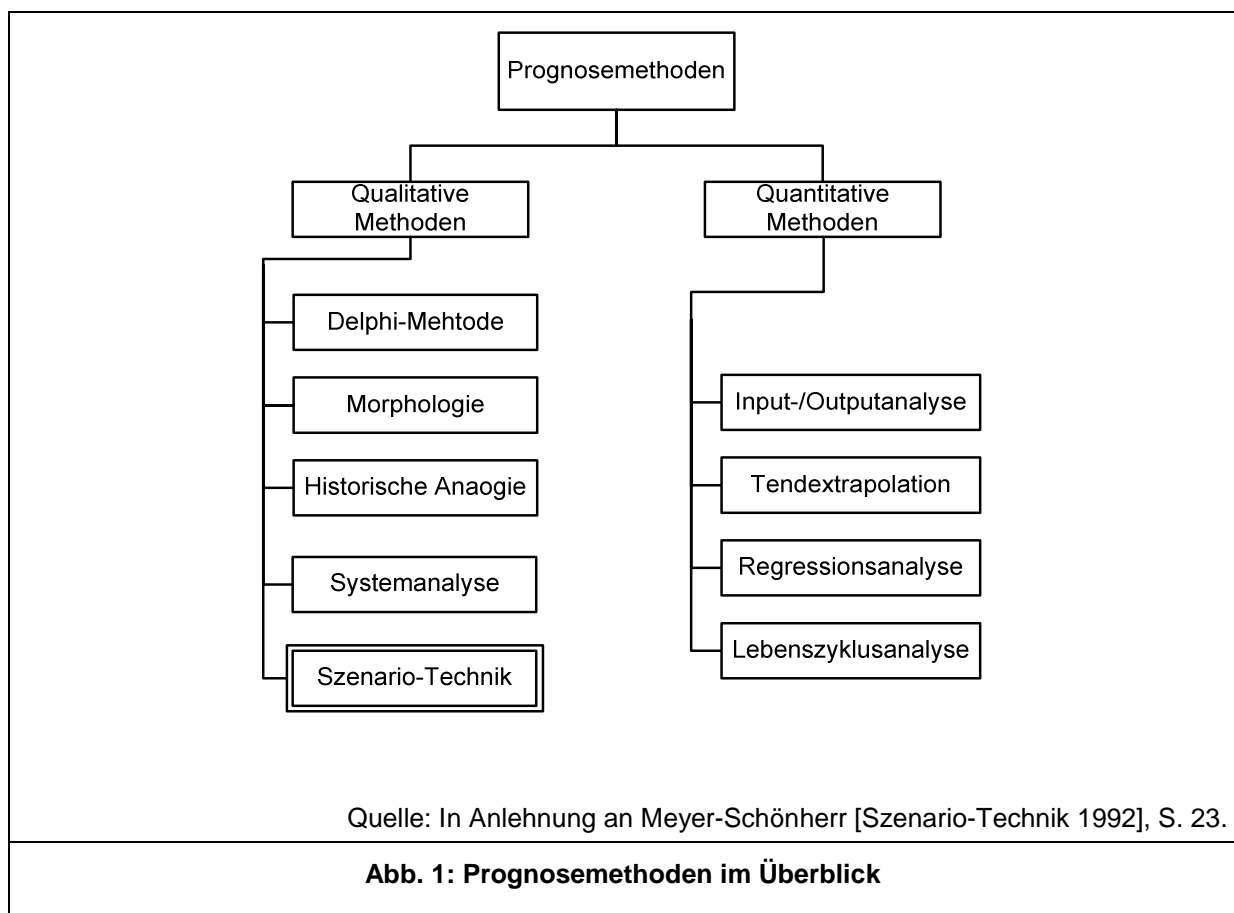 Prognosemethoden
Qualitative
Methoden
Delphi-Mehtode
Morphologie
Historische Anaogie
Systemanalyse
Szenario-Technik
Quantitative
Methoden
Input-/Outputanalyse
Tendextrapolation
Regressionsanalyse
Lebenszyklusanalyse
Quelle: In Anlehnung an Meyer-Schönherr [Szenario-Technik 1992], S. 23.
Abb. 1: Prognosemethoden im Überblick